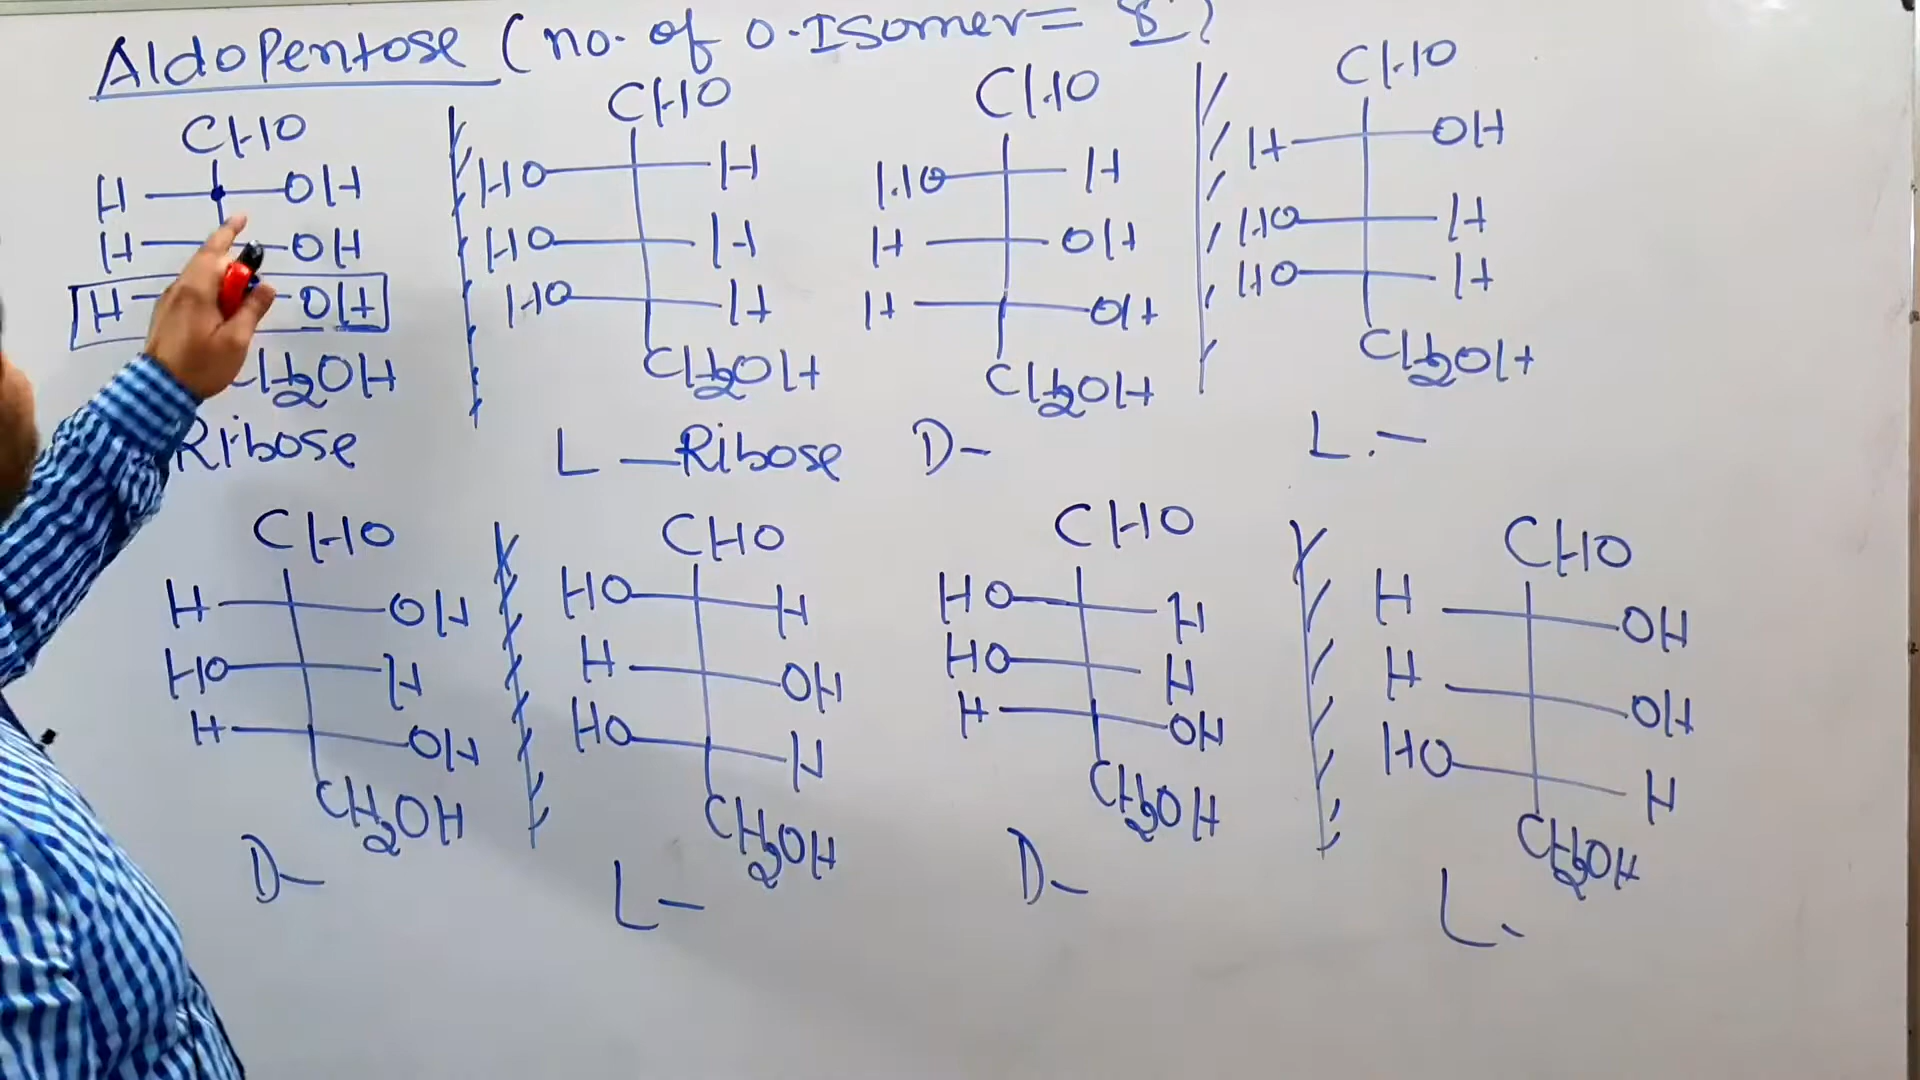 Aldopentose (no. of o.Isomer= 8)
CHO CHO CHO CHO
H OH HO H HO H H OH
H OH HO H H OH HO H
H OH HO H H OH HO H
CH2OH CH2OH CH2OH CH2OH
Ribose L — Ribose D- L.-
CHO CHO CHO CHO
H OH HO H HO H H OH
HO H H OH HO H H OH
H OH HO H H OH HO H
CH2OH CH2OH CH2OH CH2OH
D- L- D- L-